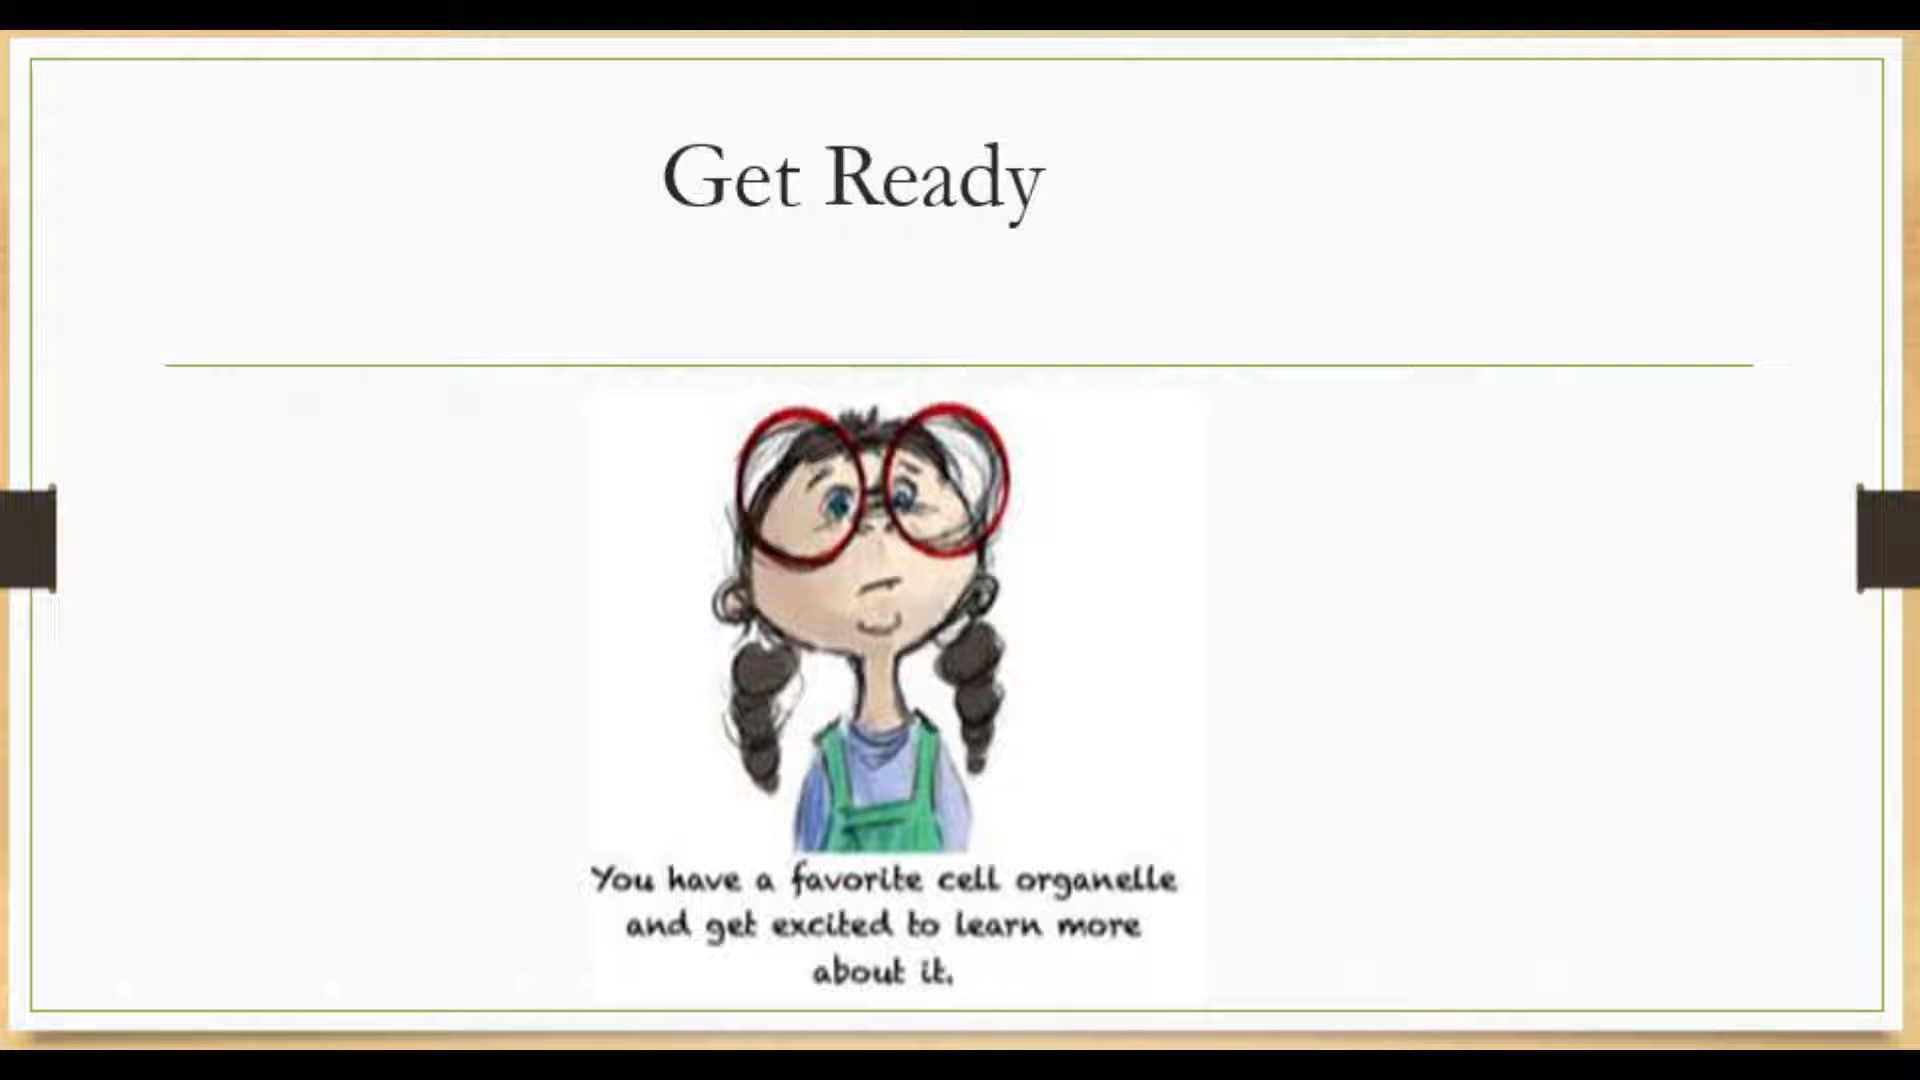 Get Ready
You have a favorite cell organelle
and get excited to learn more
about it.